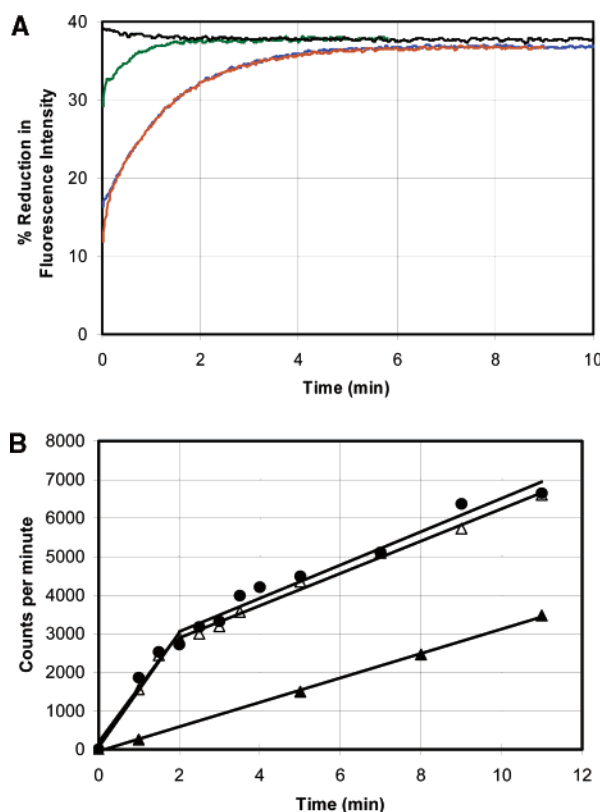 A
40
30
20
10
0
% Reduction in
Fluorescence Intensity
0 2 4 6 8 10
Time (min)
B
8000
7000
6000
5000
4000
3000
2000
1000
0
Counts per minute
0 2 4 6 8 10 12
Time (min)